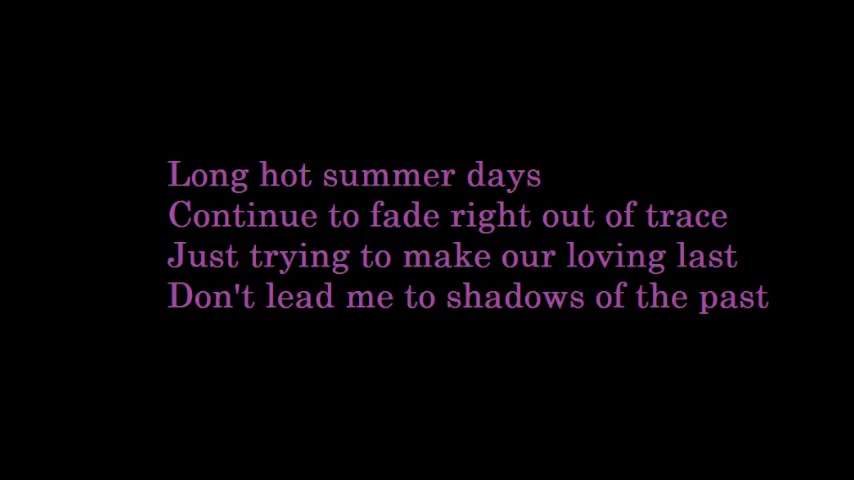 Long hot summer days
Continue to fade right out of trace
Just trying to make our loving last
Don't lead me to shadows of the past